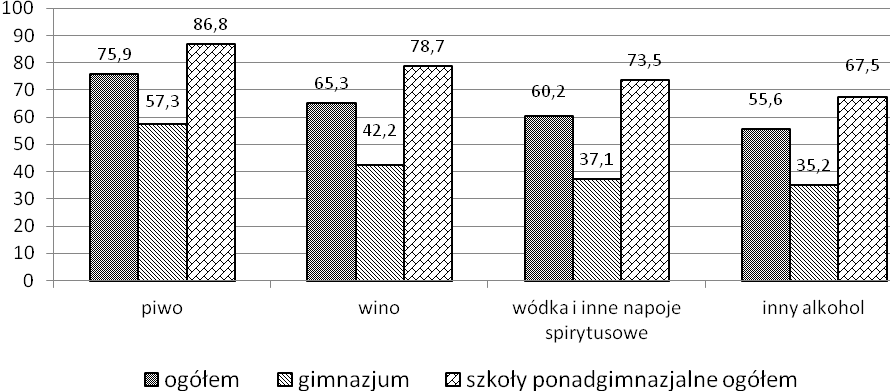 100
90
80
70
60
50
40
30
20
10
0
75,9
57,3
86,8
65,3
42,2
78,7
60,2
37,1
73,5
55,6
35,2
67,5
piwo
wino
wódka i inne napoje
spirytusowe
inny alkohol
ogółem
gimnazjum
szkoły ponadgimnazjalne ogółem